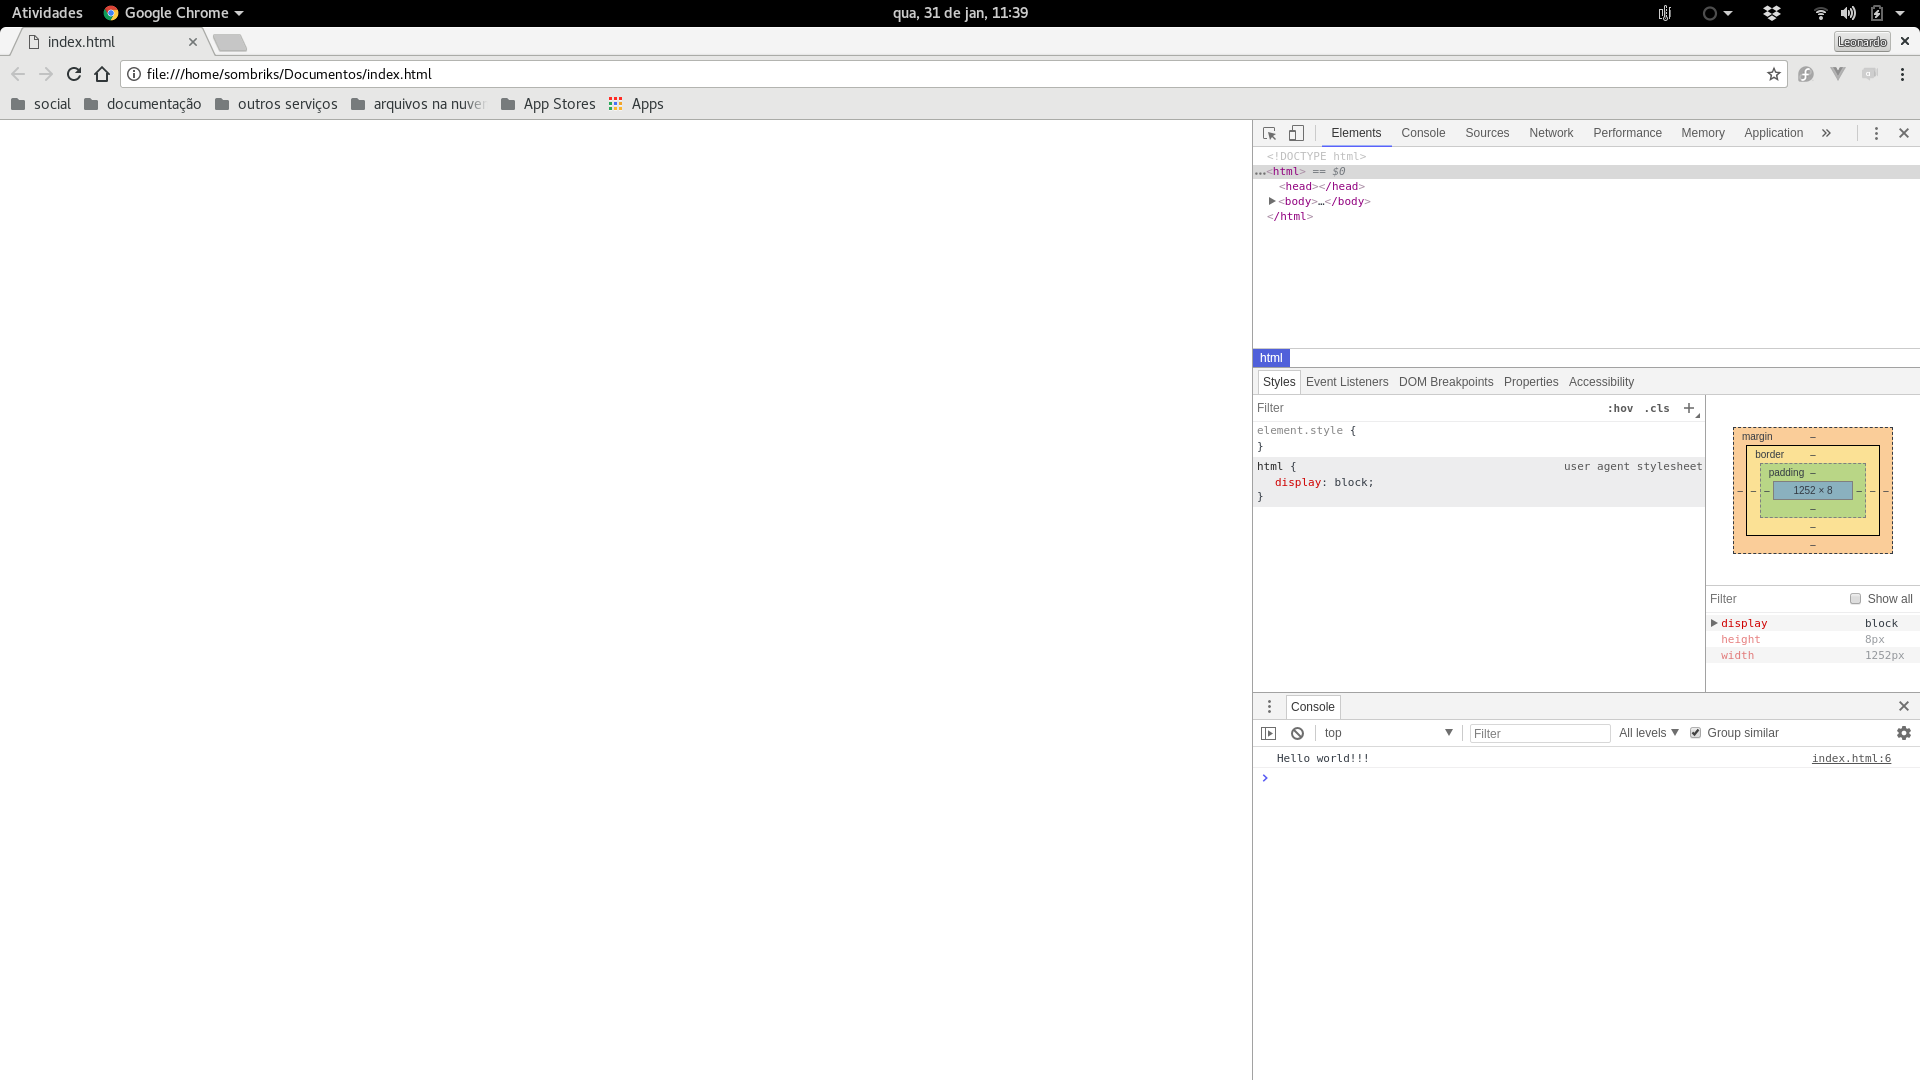 Atividades Google Chrome qua, 31 de jan, 11:39
index.html Leonardo
file:///home/sombriks/Documentos/index.html
social documentação outros serviços arquivos na nuve App Stores Apps
Elements Console Sources Network Performance Memory Application »
<!DOCTYPE html>
…<html> == $0
<head></head>
▶<body>…</body>
</html>
html
Styles Event Listeners DOM Breakpoints Properties Accessibility
Filter :hov .cls +
element.style {
}
html { user agent stylesheet
display: block;
}
margin –
border –
padding –
– – – 1252 × 8 – – –
–
–
–
Filter Show all
▶display block
height 8px
width 1252px
Console
top ▼ Filter All levels ▼ Group similar
Hello world!!! index.html:6
>